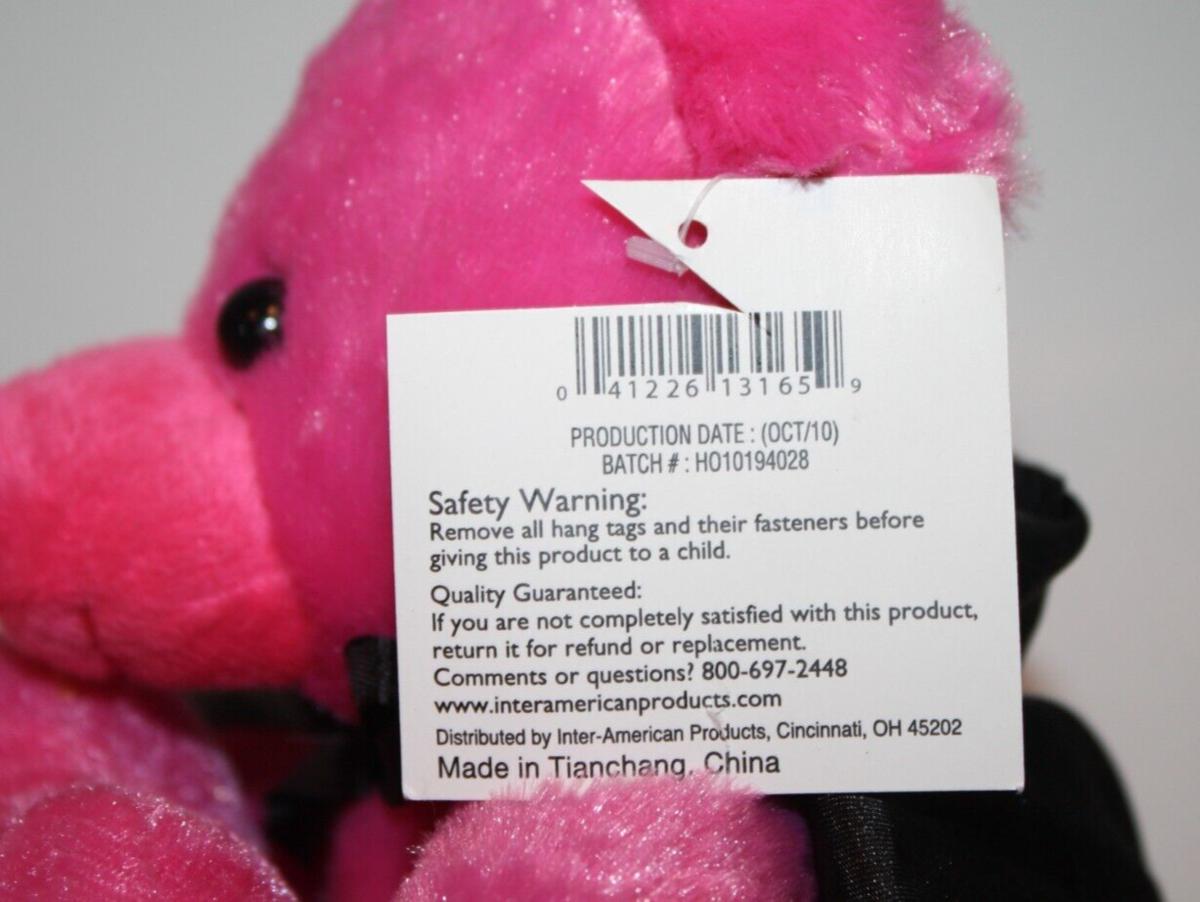 0 41226 13165 9
PRODUCTION DATE : (OCT/10)
BATCH # : HO10194028
Safety Warning:
Remove all hang tags and their fasteners before
giving this product to a child.
Quality Guaranteed:
If you are not completely satisfied with this product,
return it for refund or replacement.
Comments or questions? 800-697-2448
www.interamericanproducts.com
Distributed by Inter-American Products, Cincinnati, OH 45202
Made in Tianchang, China